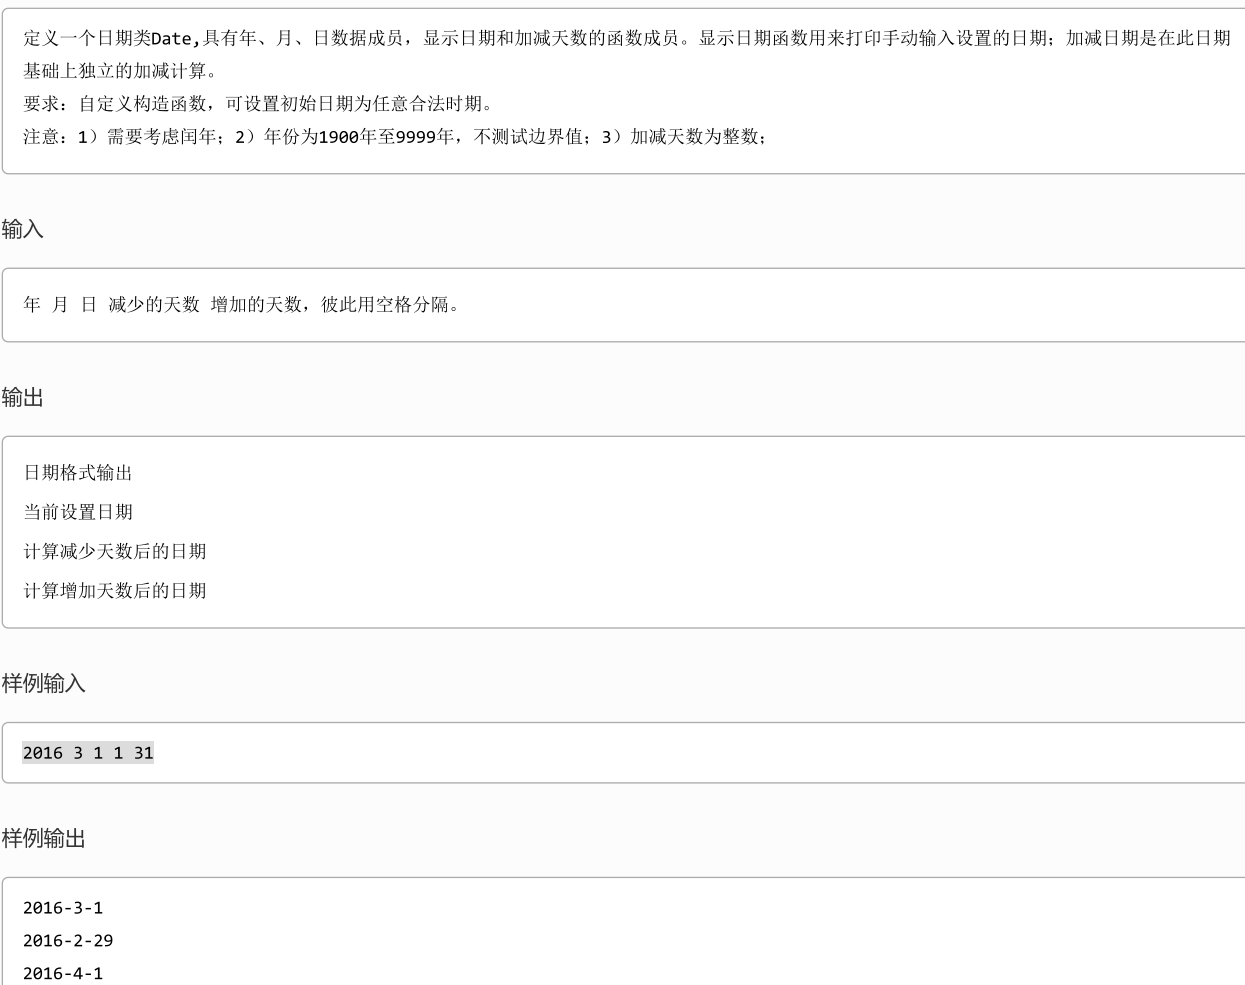 定义一个日期类Date,具有年、月、日数据成员，显示日期和加减天数的函数成员。显示日期函数用来打印手动输入设置的日期；加减日期是在此日期
基础上独立的加减计算。
要求：自定义构造函数，可设置初始日期为任意合法时期。
注意：1）需要考虑闰年；2）年份为1900年至9999年，不测试边界值；3）加减天数为整数；
输入
年 月 日 减少的天数 增加的天数，彼此用空格分隔。
输出
日期格式输出
当前设置日期
计算减少天数后的日期
计算增加天数后的日期
样例输入
2016 3 1 1 31
样例输出
2016-3-1
2016-2-29
2016-4-1